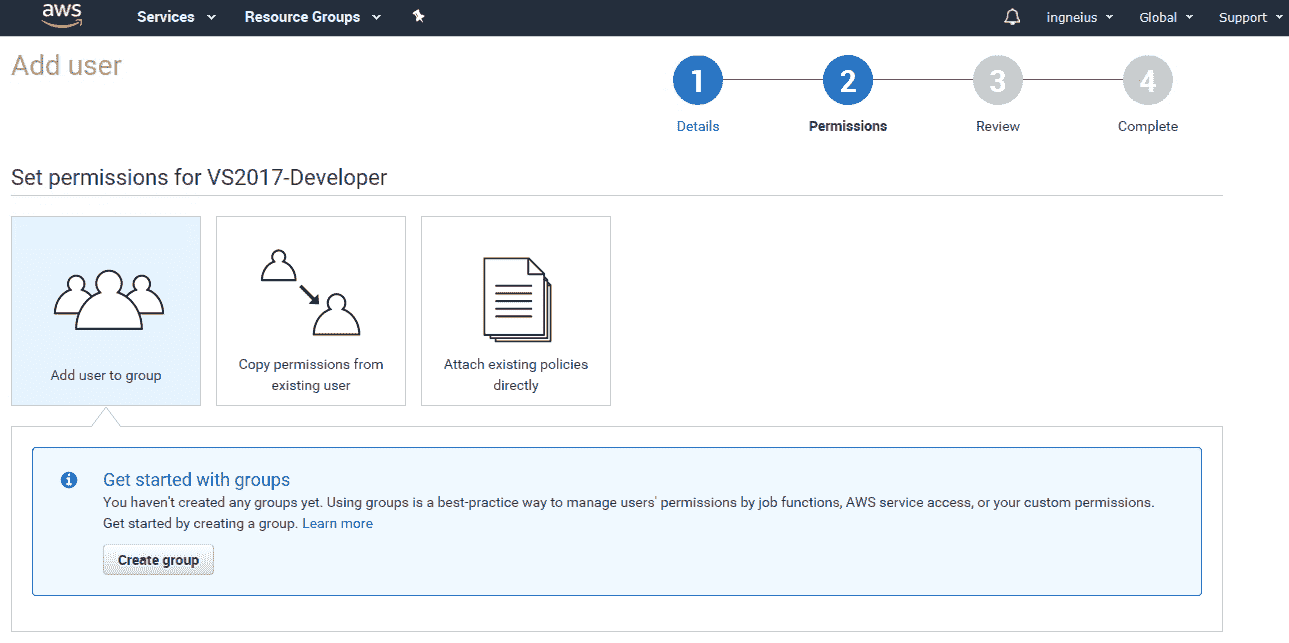 aws Services Resource Groups ingneius Global Support
Add user
1 2 3 4
Details Permissions Review Complete
Set permissions for VS2017-Developer
Add user to group
Copy permissions from
existing user
Attach existing policies
directly
Get started with groups
You haven't created any groups yet. Using groups is a best-practice way to manage users' permissions by job functions, AWS service access, or your custom permissions.
Get started by creating a group. Learn more
Create group